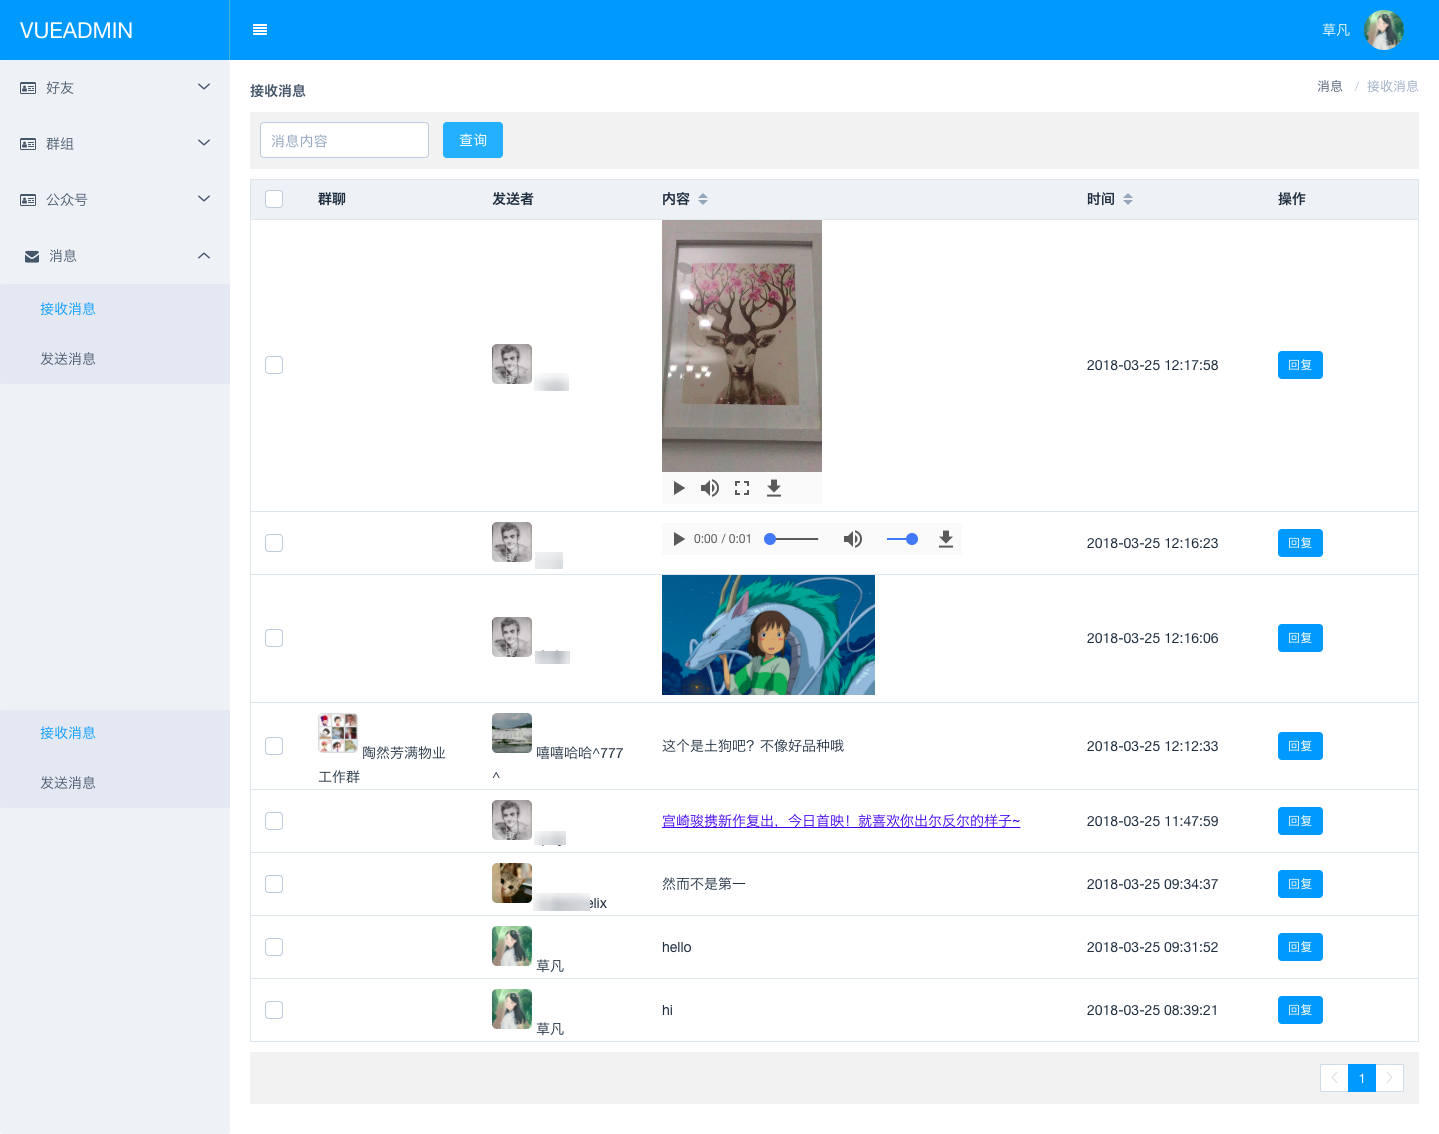 VUEADMIN
草凡
好友
群组
公众号
消息
接收消息
发送消息
接收消息
发送消息
接收消息
消息 / 接收消息
消息内容
查询
群聊 发送者 内容 时间 操作
2018-03-25 12:17:58 回复
0:00 / 0:01 2018-03-25 12:16:23 回复
2018-03-25 12:16:06 回复
陶然芳满物业 嘻嘻哈哈^777 这个是土狗吧？不像好品种哦 2018-03-25 12:12:33 回复
工作群 ^
宫崎骏携新作复出，今日首映！就喜欢你出尔反尔的样子~ 2018-03-25 11:47:59 回复
elix 然而不是第一 2018-03-25 09:34:37 回复
草凡 hello 2018-03-25 09:31:52 回复
草凡 hi 2018-03-25 08:39:21 回复
1